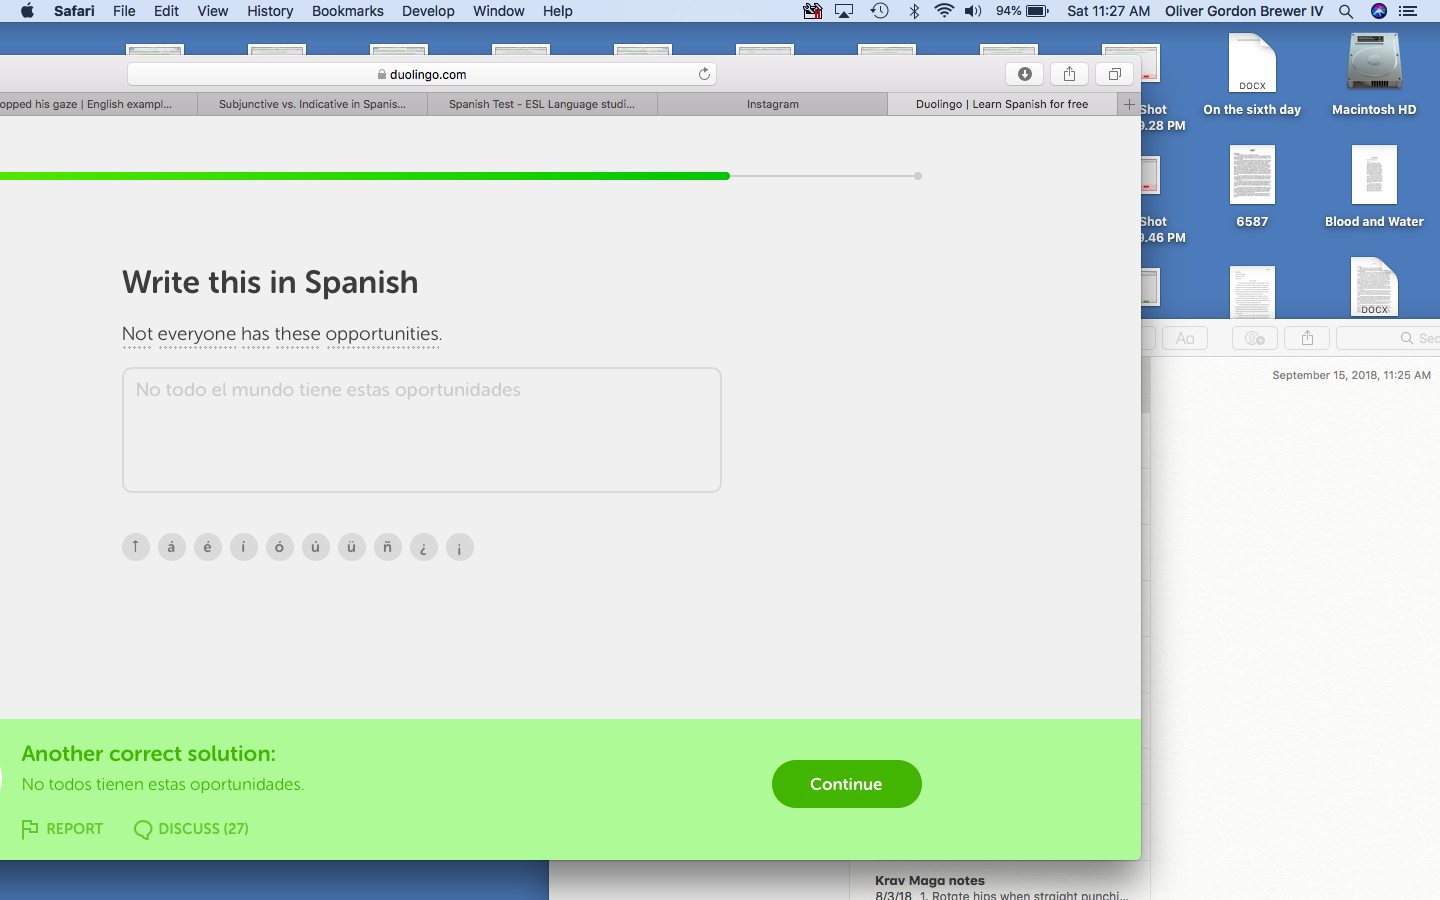 Safari File Edit View History Bookmarks Develop Window Help 94% Sat 11:27 AM Oliver Gordon Brewer IV
duolingo.com
opped his gaze | English exampl... Subjunctive vs. Indicative in Spanis... Spanish Test - ESL Language studi... Instagram Duolingo | Learn Spanish for free +
Write this in Spanish
Not everyone has these opportunities.
No todo el mundo tiene estas oportunidades
↑ á é í ó ú ü ñ ¿ ¡
Another correct solution:
No todos tienen estas oportunidades.
Continue
REPORT DISCUSS (27)
DOCX
Shot
9.28 PM
On the sixth day
Macintosh HD
Shot
9.46 PM
6587
Blood and Water
DOCX
Aa
Sec
September 15, 2018, 11:25 AM
Krav Maga notes
8/3/18 1. Rotate hips when straight punchi...